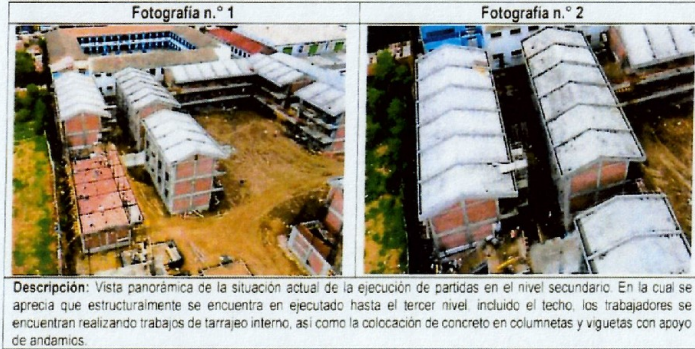 Fotografía n.° 1
Fotografía n.° 2
Descripción: Vista panorámica de la situación actual de la ejecución de partidas en el nivel secundario. En la cual se
aprecia que estructuralmente se encuentra en ejecutado hasta el tercer nivel, incluido el techo, los trabajadores se
encuentran realizando trabajos de tarrajeo interno, así como la colocación de concreto en columnetas y viguetas con apoyo
de andamios.